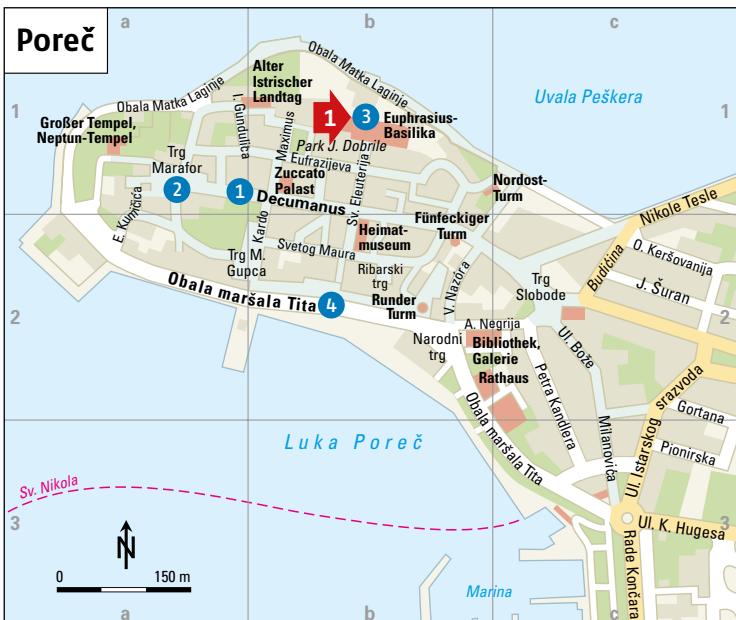 Poreč
a
b
c
1
Obala Matka Laginje
Uvala Peškera
1
Alter
Istrischer
Landtag
Obala Matka Laginje
I. Gundulića
Maximus
1
3
Euphrasius-
Basilika
Großer Tempel,
Neptun-Tempel
Park J. Dobrile
Eufrazijeva
Trg
Marafor
Zuccato
Palast
Sv. Eleuterija
Nordost-
Turm
2
1
Decumanus
Nikole Tesle
E. Kumičića
Kardo
Heimat-
museum
Fünfeckiger
Turm
Budičina
O. Keršovanija
Svetog Maura
Trg M.
Gupca
Ribarski
trg
V. Nazora
Trg
Slobode
J. Šuran
Obala maršala Tita
4
Runder
Turm
2
2
A. Negrija
Narodni
trg
Bibliothek,
Galerie
Rathaus
Ul. Bože
Milanovića
Petra Kandlera
Ul. Istarskog srazvoda
Gortana
Luka Poreč
Obala maršala Tita
Pionirska
Sv. Nikola
3
3
N
Ul. K. Hugesa
Rade Končara
0
150 m
Marina
a
b
c